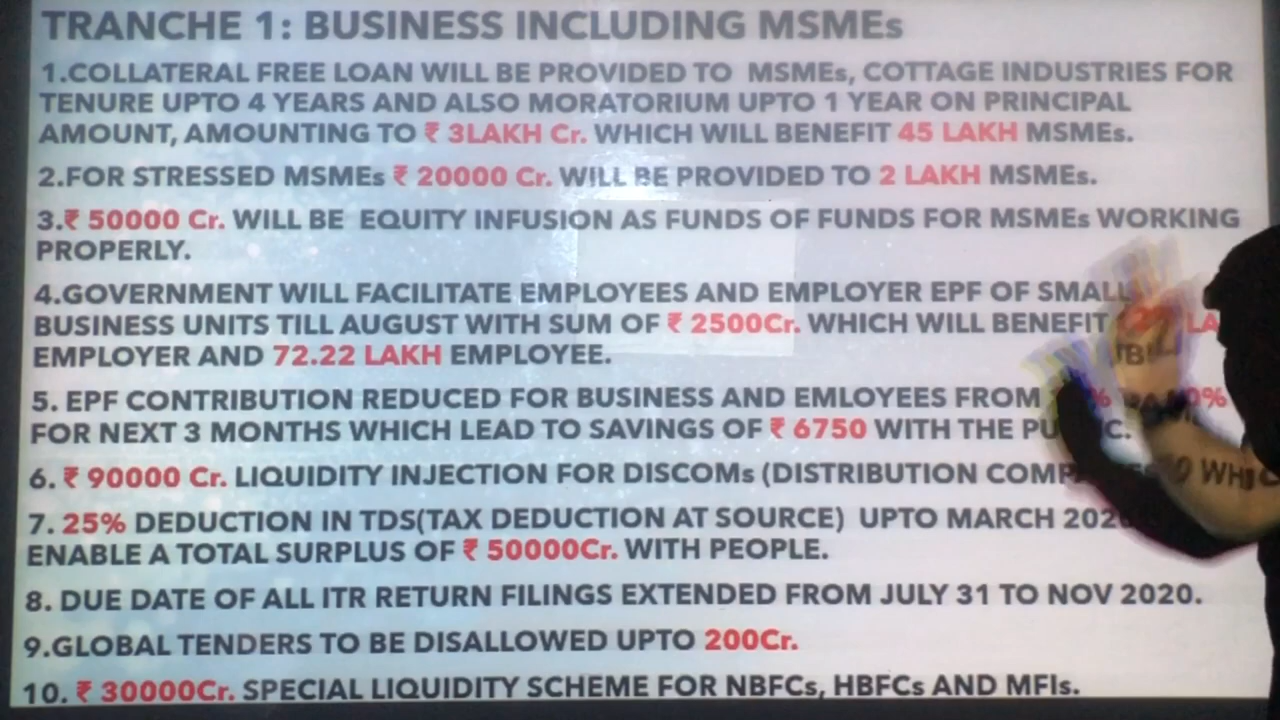 TRANCHE 1: BUSINESS INCLUDING MSMEs
1.COLLATERAL FREE LOAN WILL BE PROVIDED TO MSMEs, COTTAGE INDUSTRIES FOR
TENURE UPTO 4 YEARS AND ALSO MORATORIUM UPTO 1 YEAR ON PRINCIPAL
AMOUNT, AMOUNTING TO ₹ 3LAKH Cr. WHICH WILL BENEFIT 45 LAKH MSMEs.
2.FOR STRESSED MSMEs ₹ 20000 Cr. WILL BE PROVIDED TO 2 LAKH MSMEs.
3.₹ 50000 Cr. WILL BE EQUITY INFUSION AS FUNDS OF FUNDS FOR MSMEs WORKING
PROPERLY.
4.GOVERNMENT WILL FACILITATE EMPLOYEES AND EMPLOYER EPF OF SMALL
BUSINESS UNITS TILL AUGUST WITH SUM OF ₹ 2500Cr. WHICH WILL BENEFIT
EMPLOYER AND 72.22 LAKH EMPLOYEE.
5. EPF CONTRIBUTION REDUCED FOR BUSINESS AND EMLOYEES FROM
FOR NEXT 3 MONTHS WHICH LEAD TO SAVINGS OF ₹ 6750 WITH THE
6. ₹ 90000 Cr. LIQUIDITY INJECTION FOR DISCOMs (DISTRIBUTION
7. 25% DEDUCTION IN TDS(TAX DEDUCTION AT SOURCE) UPTO MARCH
ENABLE A TOTAL SURPLUS OF ₹ 50000Cr. WITH PEOPLE.
8. DUE DATE OF ALL ITR RETURN FILINGS EXTENDED FROM JULY 31 TO NOV 2020.
9.GLOBAL TENDERS TO BE DISALLOWED UPTO 200Cr.
10. ₹ 30000Cr. SPECIAL LIQUIDITY SCHEME FOR NBFCs, HBFCs AND MFIs.